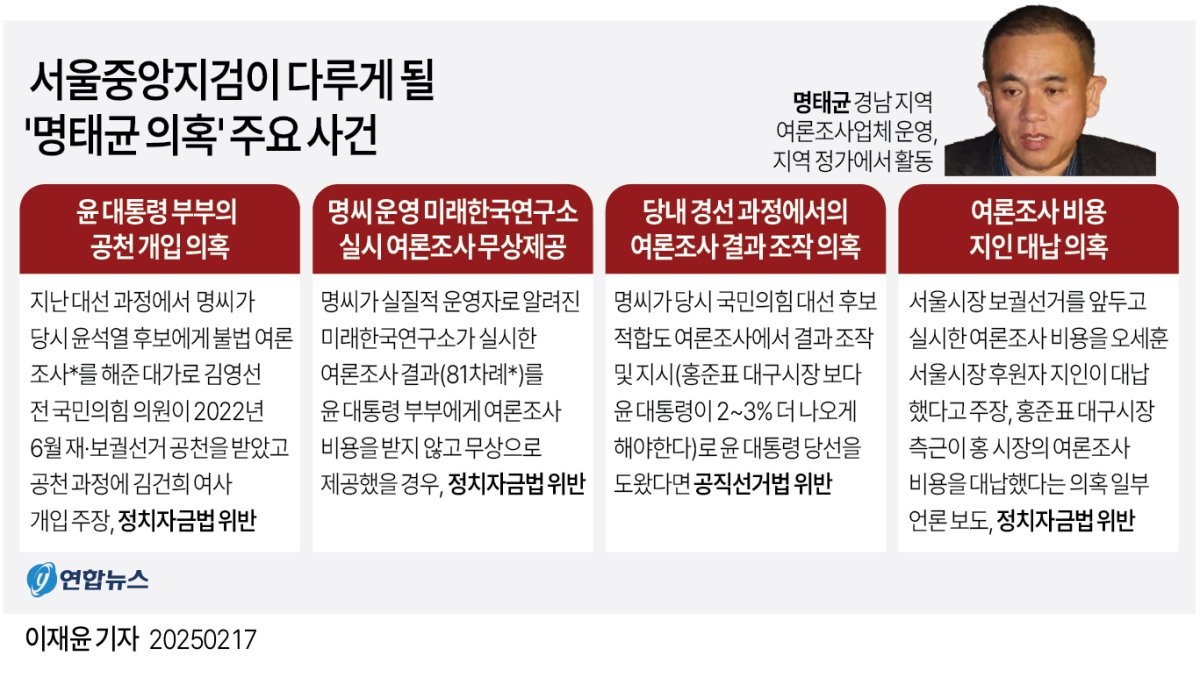 서울중앙지검이 다루게 될
'명태균 의혹' 주요 사건
명태균 경남 지역
여론조사업체 운영,
지역 정가에서 활동
윤 대통령 부부의
공천 개입 의혹
지난 대선 과정에서 명씨가
당시 윤석열 후보에게 불법 여론
조사*를 해준 대가로 김영선
전 국민의힘 의원이 2022년
6월 재·보궐선거 공천을 받았고
공천 과정에 김건희 여사
개입 주장, 정치자금법 위반
명씨 운영 미래한국연구소
실시 여론조사 무상제공
명씨가 실질적 운영자로 알려진
미래한국연구소가 실시한
여론조사 결과(81차례*)를
윤 대통령 부부에게 여론조사
비용을 받지 않고 무상으로
제공했을 경우, 정치자금법 위반
당내 경선 과정에서의
여론조사 결과 조작 의혹
명씨가 당시 국민의힘 대선 후보
적합도 여론조사에서 결과 조작
및 지시(홍준표 대구시장 보다
윤 대통령이 2~3% 더 나오게
해야한다)로 윤 대통령 당선을
도왔다면 공직선거법 위반
여론조사 비용
지인 대납 의혹
서울시장 보궐선거를 앞두고
실시한 여론조사 비용을 오세훈
서울시장 후원자 지인이 대납
했다고 주장, 홍준표 대구시장
측근이 홍 시장의 여론조사
비용을 대납했다는 의혹 일부
언론 보도, 정치자금법 위반
연합뉴스
이재윤 기자 20250217